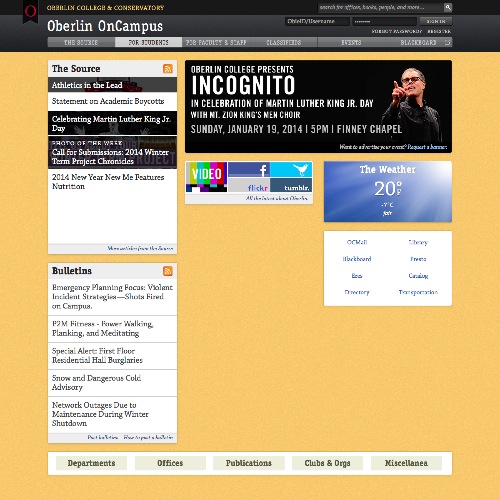 OBERLIN COLLEGE & CONSERVATORY
search for offices, books, people, and more...
Oberlin OnCampus
ObieID/Username
SIGN IN
FORGOT PASSWORD? REGISTER
THE SOURCE FOR STUDENTS FOR FACULTY & STAFF CLASSIFIEDS EVENTS BLACKBOARD
The Source
Athletics in the Lead
Statement on Academic Boycotts
Celebrating Martin Luther King Jr.
Day
PHOTO OF THE WEEK
Call for Submissions: 2014 Winter
Term Project Chronicles
2014 New Year New Me Features
Nutrition
More articles from the Source
OBERLIN COLLEGE PRESENTS
INCOGNITO
IN CELEBRATION OF MARTIN LUTHER KING JR. DAY
WITH MT. ZION KING'S MEN CHOIR
SUNDAY, JANUARY 19, 2014 | 5PM | FINNEY CHAPEL
Want to advertise your event? Request a banner.
VIDEO
flickr
tumblr.
All the latest about Oberlin
The Weather
20°F
-7°C
fair
OCMail Library
Blackboard Presto
Eres Catalog
Directory Transportation
Bulletins
Emergency Planning Focus: Violent
Incident Strategies—Shots Fired
on Campus.
P2M Fitness - Power Walking,
Planking, and Meditating
Special Alert: First Floor
Residential Hall Burglaries
Snow and Dangerous Cold
Advisory
Network Outages Due to
Maintenance During Winter
Shutdown
Past bulletins How to post a bulletin
Departments Offices Publications Clubs & Orgs Miscellanea